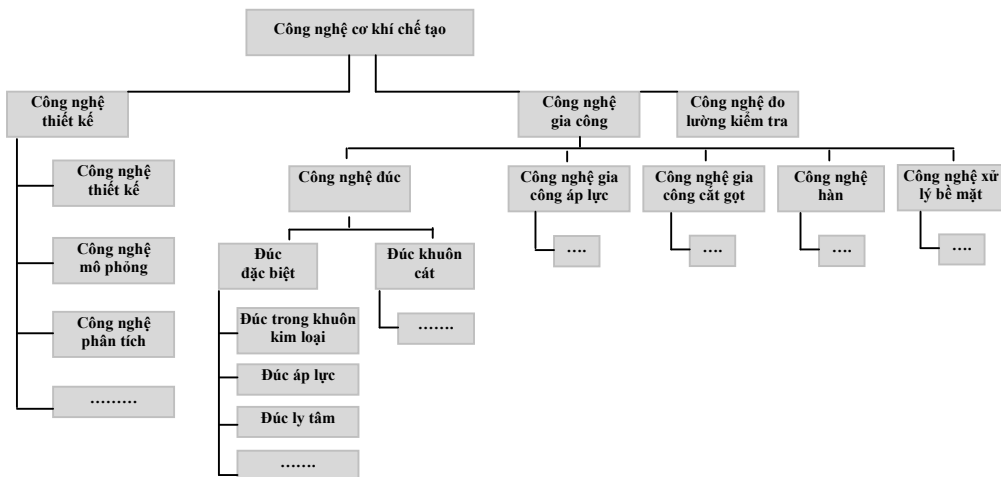 Công nghệ cơ khí chế tạo
Công nghệ
thiết kế
Công nghệ
gia công
Công nghệ đo
lường kiểm tra
Công nghệ
thiết kế
Công nghệ
mô phỏng
Công nghệ
phân tích
………
Công nghệ đúc
Công nghệ gia
công áp lực
Công nghệ gia
công cắt gọt
Công nghệ
hàn
Công nghệ xử
lý bề mặt
….
….
….
….
Đúc
đặc biệt
Đúc khuôn
cát
Đúc trong khuôn
kim loại
Đúc áp lực
Đúc ly tâm
…….
…….